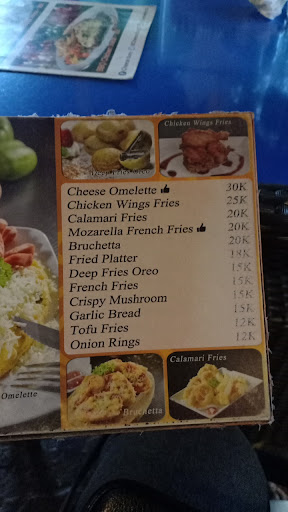 Chicken Wings Fries
Cheese Omelette 30K
Chicken Wings Fries 25K
Calamari Fries 20K
Mozarella French Fries 20K
Bruchetta 20K
Fried Platter 18K
Deep Fries Oreo 15K
French Fries 15K
Crispy Mushroom 15K
Garlic Bread 15K
Tofu Fries 12K
Onion Rings 12K
Omelette
Bruchetta
Calamari Fries